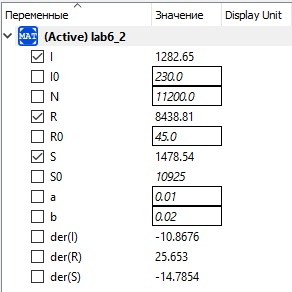 Переменные Значение Display Unit
MAT (Active) lab6_2
I 1282.65
I0 230.0
N 11200.0
R 8438.81
R0 45.0
S 1478.54
S0 10925
a 0.01
b 0.02
der(I) -10.8676
der(R) 25.653
der(S) -14.7854